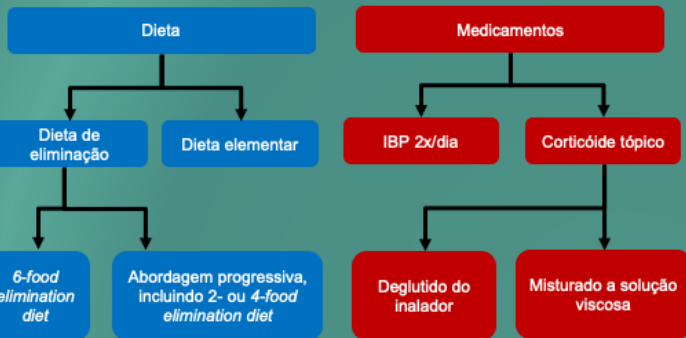 Dieta
Medicamentos
Dieta de
eliminação
Dieta elementar
IBP 2x/dia
Corticóide tópico
6-food
elimination
diet
Abordagem progressiva,
incluindo 2- ou 4-food
elimination diet
Deglutido do
inalador
Misturado a solução
viscosa